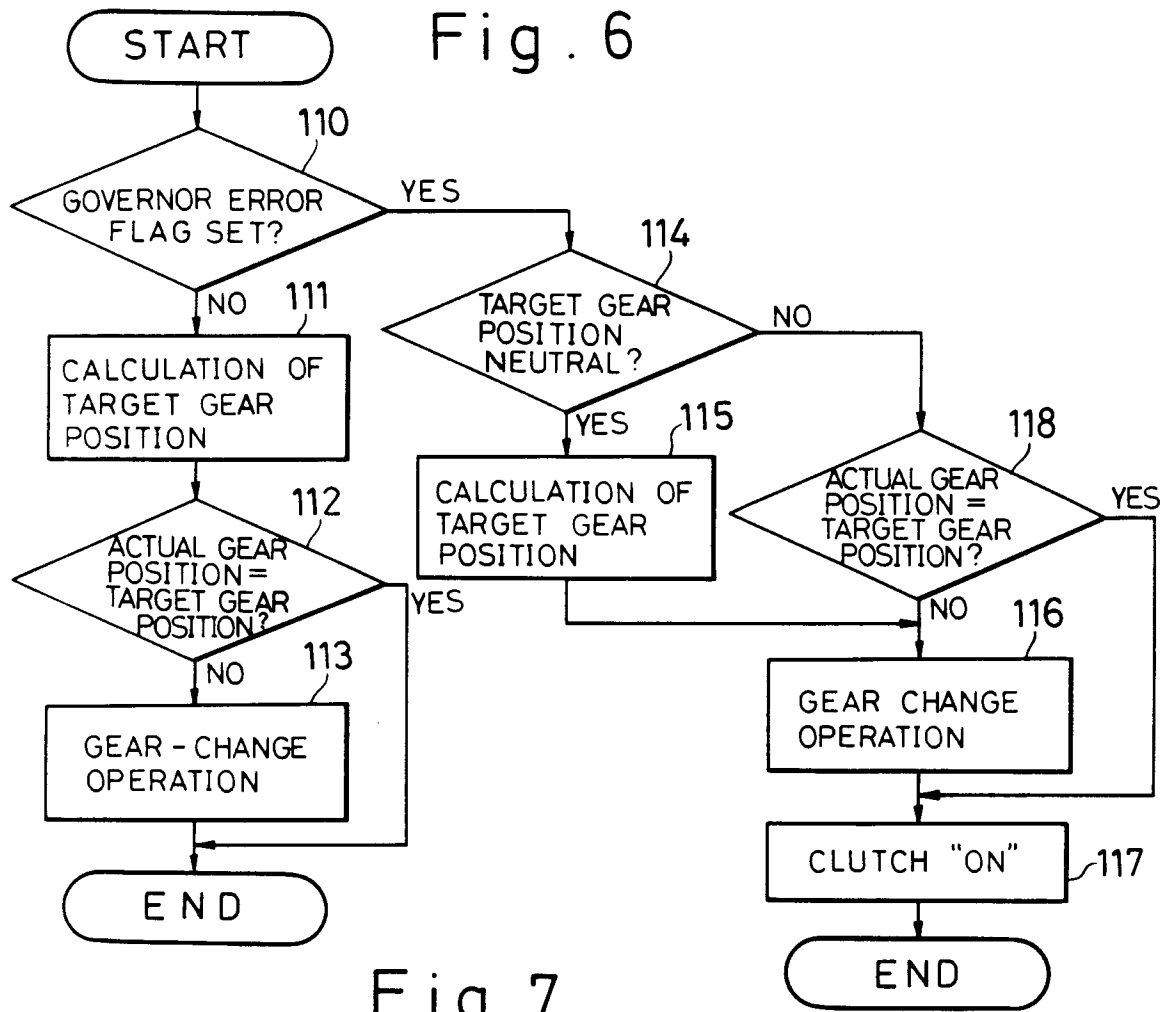 START
Fig. 6
110
GOVERNOR ERROR
FLAG SET?
YES
NO
111
CALCULATION OF
TARGET GEAR
POSITION
112
ACTUAL GEAR
POSITION =
TARGET GEAR
POSITION?
YES
NO
113
GEAR-CHANGE
OPERATION
END
114
TARGET GEAR
POSITION
NEUTRAL?
NO
YES
115
CALCULATION OF
TARGET GEAR
POSITION
118
ACTUAL GEAR
POSITION =
TARGET GEAR
POSITION?
YES
NO
116
GEAR CHANGE
OPERATION
CLUTCH "ON"
117
END
Fig. 7